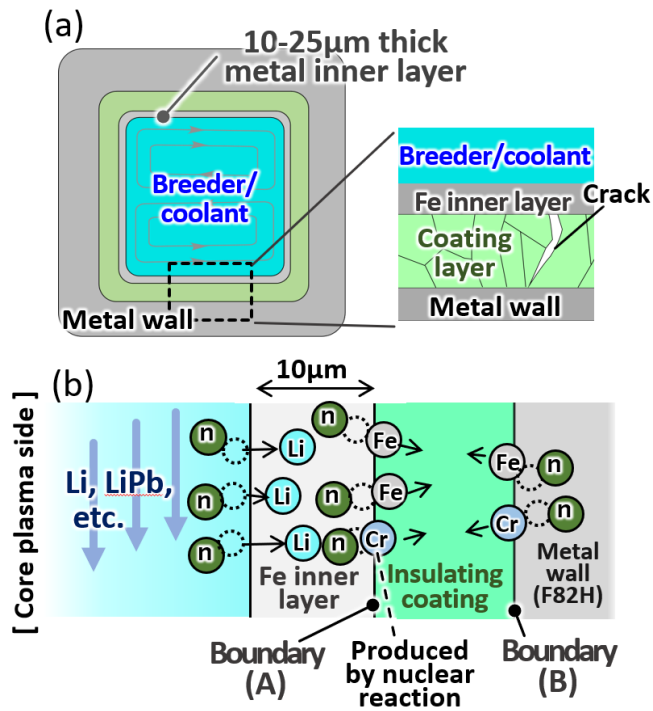 (a)
10-25μm thick
metal inner layer
Breeder/
coolant
Metal wall
Breeder/coolant
Fe inner layer
Crack
Coating
layer
Metal wall
(b)
10μm
[ Core plasma side ]
Li, LiPb,
etc.
n
n
n
Li
Li
Li
n
n
n
Fe
Fe
Cr
Fe
Cr
n
n
Fe inner
layer
Insulating
coating
Metal
wall
(F82H)
Boundary
(A)
Produced
by nuclear
reaction
Boundary
(B)